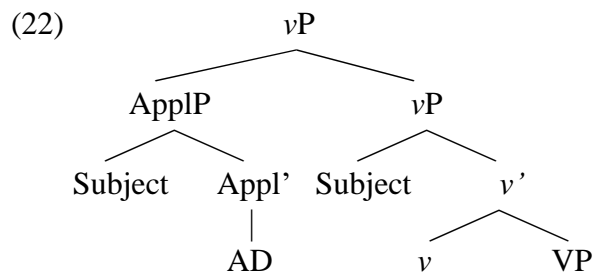 (22) vP
ApplP vP
Subject Appl’ Subject v’
AD v VP